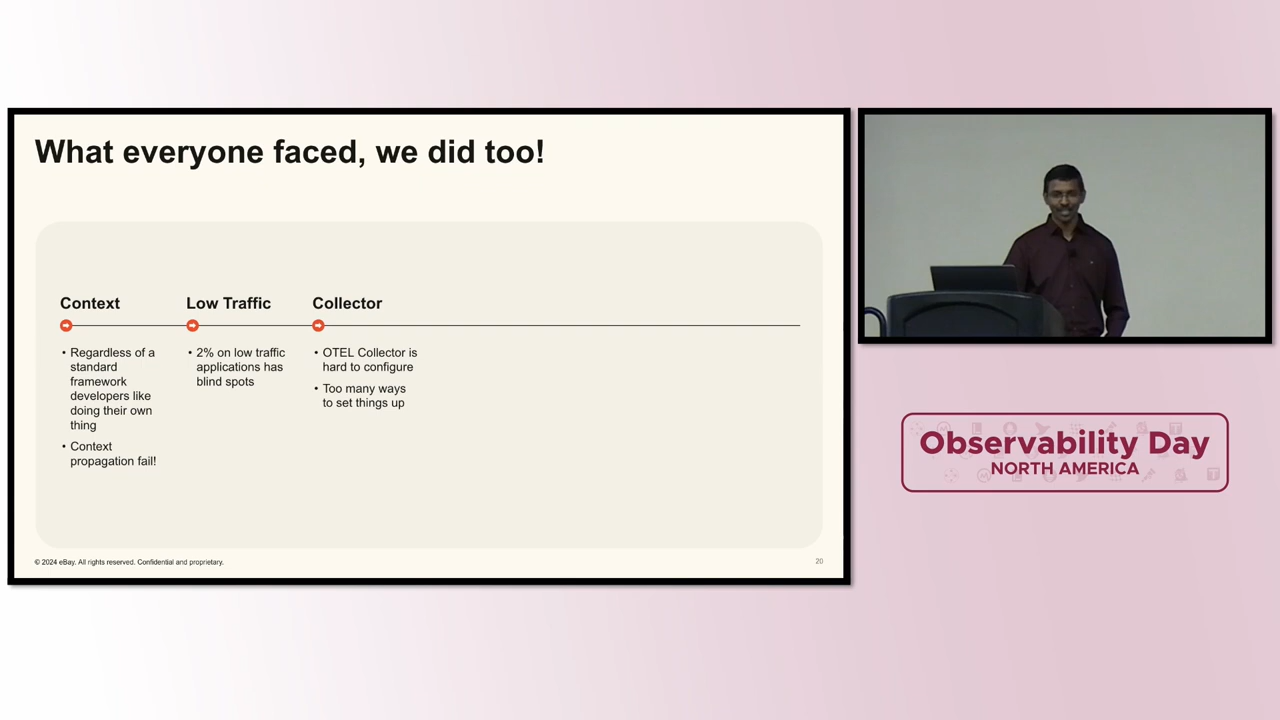 What everyone faced, we did too!
Context
• Regardless of a
standard
framework
developers like
doing their own
thing
• Context
propagation fail!
Low Traffic
• 2% on low traffic
applications has
blind spots
Collector
• OTEL Collector is
hard to configure
• Too many ways
to set things up
© 2024 eBay. All rights reserved. Confidential and proprietary.
20
Observability Day
NORTH AMERICA